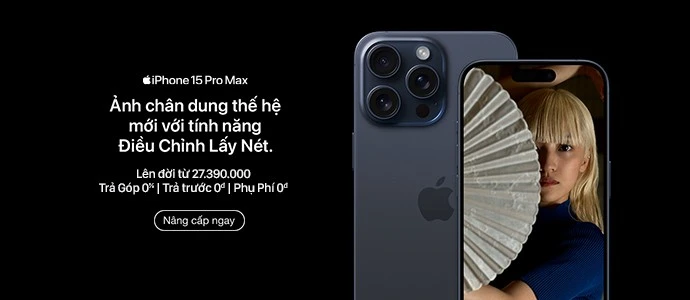 iPhone 15 Pro Max
Ảnh chân dung thế hệ
mới với tính năng
Điều Chỉnh Lấy Nét.
Lên đời từ 27.390.000
Trả Góp 0% | Trả trước 0đ | Phụ Phí 0đ
Nâng cấp ngay